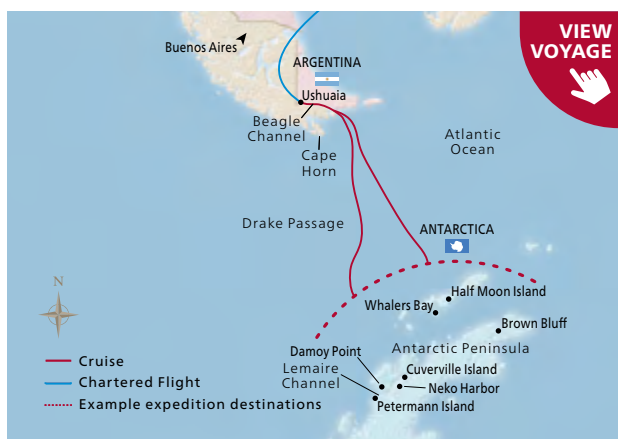 VIEW
VOYAGE
Buenos Aires
ARGENTINA
Ushuaia
Beagle
Channel
Cape
Horn
Atlantic
Ocean
Drake Passage
ANTARCTICA
N
Half Moon Island
Whalers Bay
Brown Bluff
Damoy Point
Antarctic Peninsula
Lemaire
Channel
Cuverville Island
Neko Harbor
Petermann Island
Cruise
Chartered Flight
Example expedition destinations